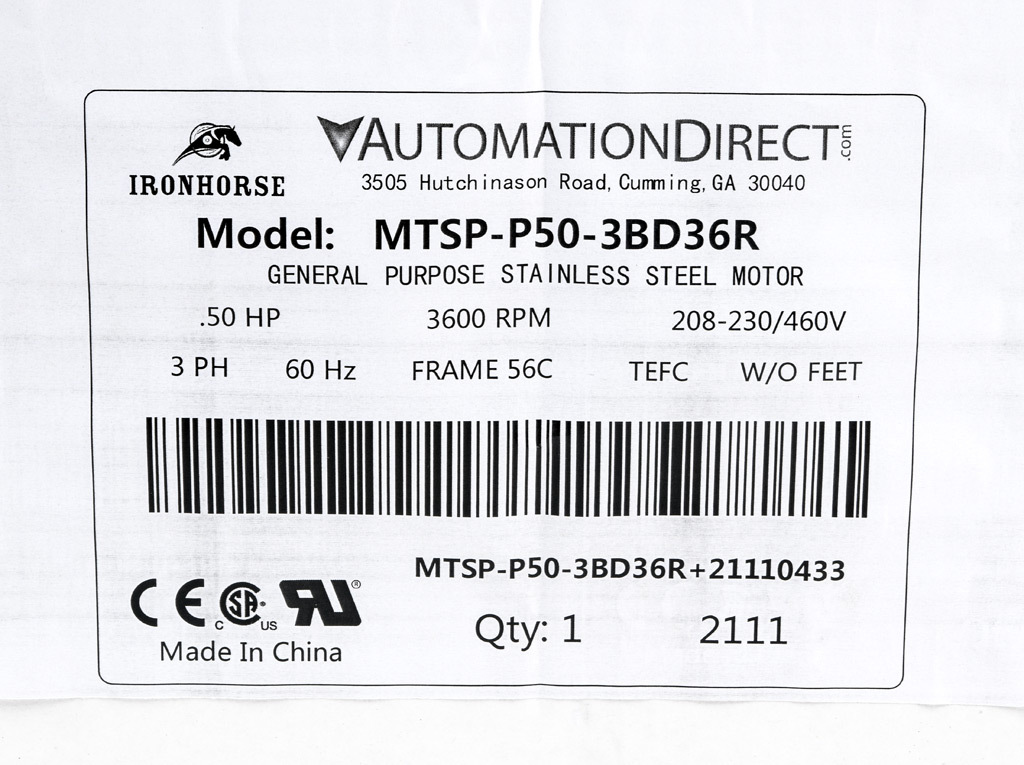 IRONHORSE
AUTOMATIONDIRECT.com
3505 Hutchinason Road, Cumming, GA 30040
Model: MTSP-P50-3BD36R
GENERAL PURPOSE STAINLESS STEEL MOTOR
.50 HP 3600 RPM 208-230/460V
3 PH 60 Hz FRAME 56C TEFC W/O FEET
MTSP-P50-3BD36R+21110433
CE c SA US RU ®
Qty: 1 2111
Made In China